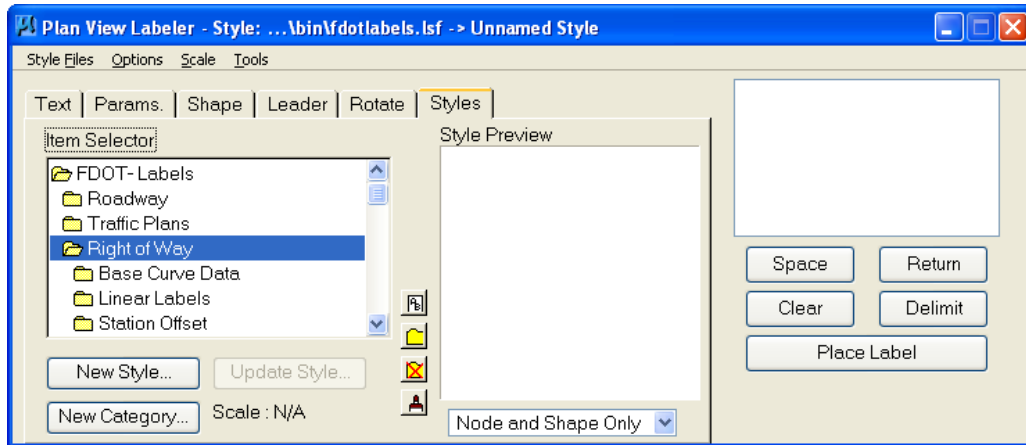 Plan View Labeler - Style: ...\bin\fdotlabels.lsf -> Unnamed Style
Style Files Options Scale Tools
Text Params. Shape Leader Rotate Styles
Item Selector
Style Preview
FDOT-Labels
Roadway
Traffic Plans
Right of Way
Base Curve Data
Linear Labels
Station Offset
New Style...
Update Style...
New Category...
Scale : N/A
Node and Shape Only
Space
Return
Clear
Delimit
Place Label